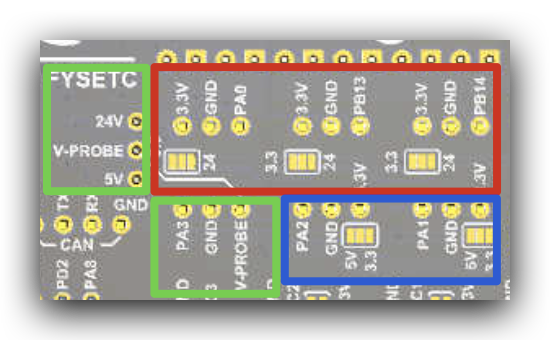 FYSETC
24V
V-PROBE
5V
3.3V GND PA0
24
3.3V GND PB13
3.3 24
3.3V GND PB14
3.3 24
TX RX GND
CAN
PD2 PA8
PA3 GND V-PROBE
PA2 GND .3V
5V 3.3
PA1 GND .3V
5V